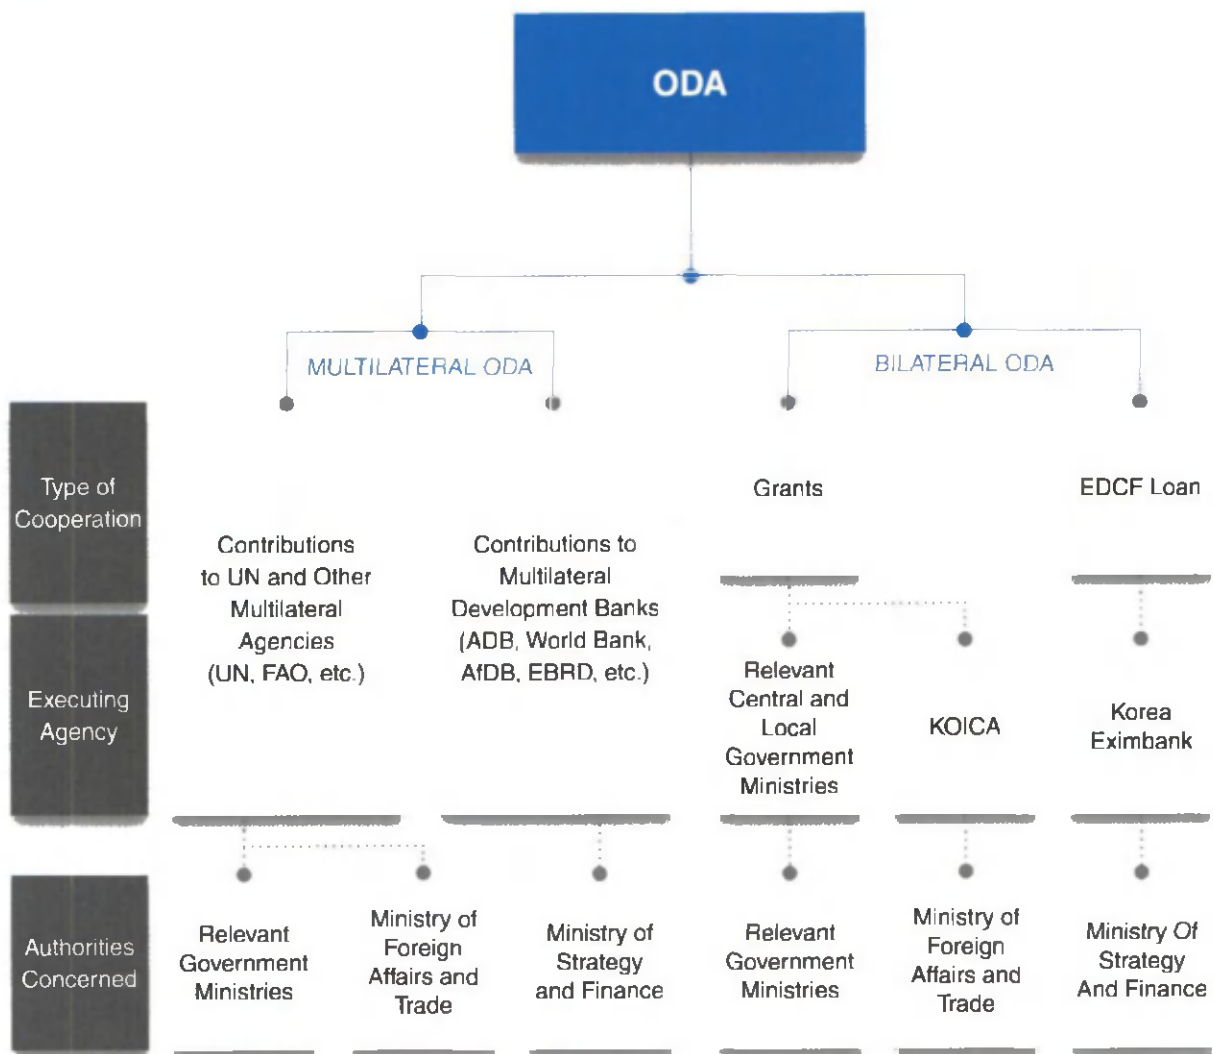 ODA
MULTILATERAL ODA
BILATERAL ODA
Type of
Cooperation
Contributions
to UN and Other
Multilateral
Agencies
(UN, FAO, etc.)
Contributions to
Multilateral
Development Banks
(ADB, World Bank,
AfDB, EBRD, etc.)
Grants
EDCF Loan
Executing
Agency
Relevant
Central and
Local
Government
Ministries
KOICA
Korea
Eximbank
Authorities
Concerned
Relevant
Government
Ministries
Ministry of
Foreign
Affairs and
Trade
Ministry of
Strategy
and Finance
Relevant
Government
Ministries
Ministry of
Foreign
Affairs and
Trade
Ministry Of
Strategy
And Finance